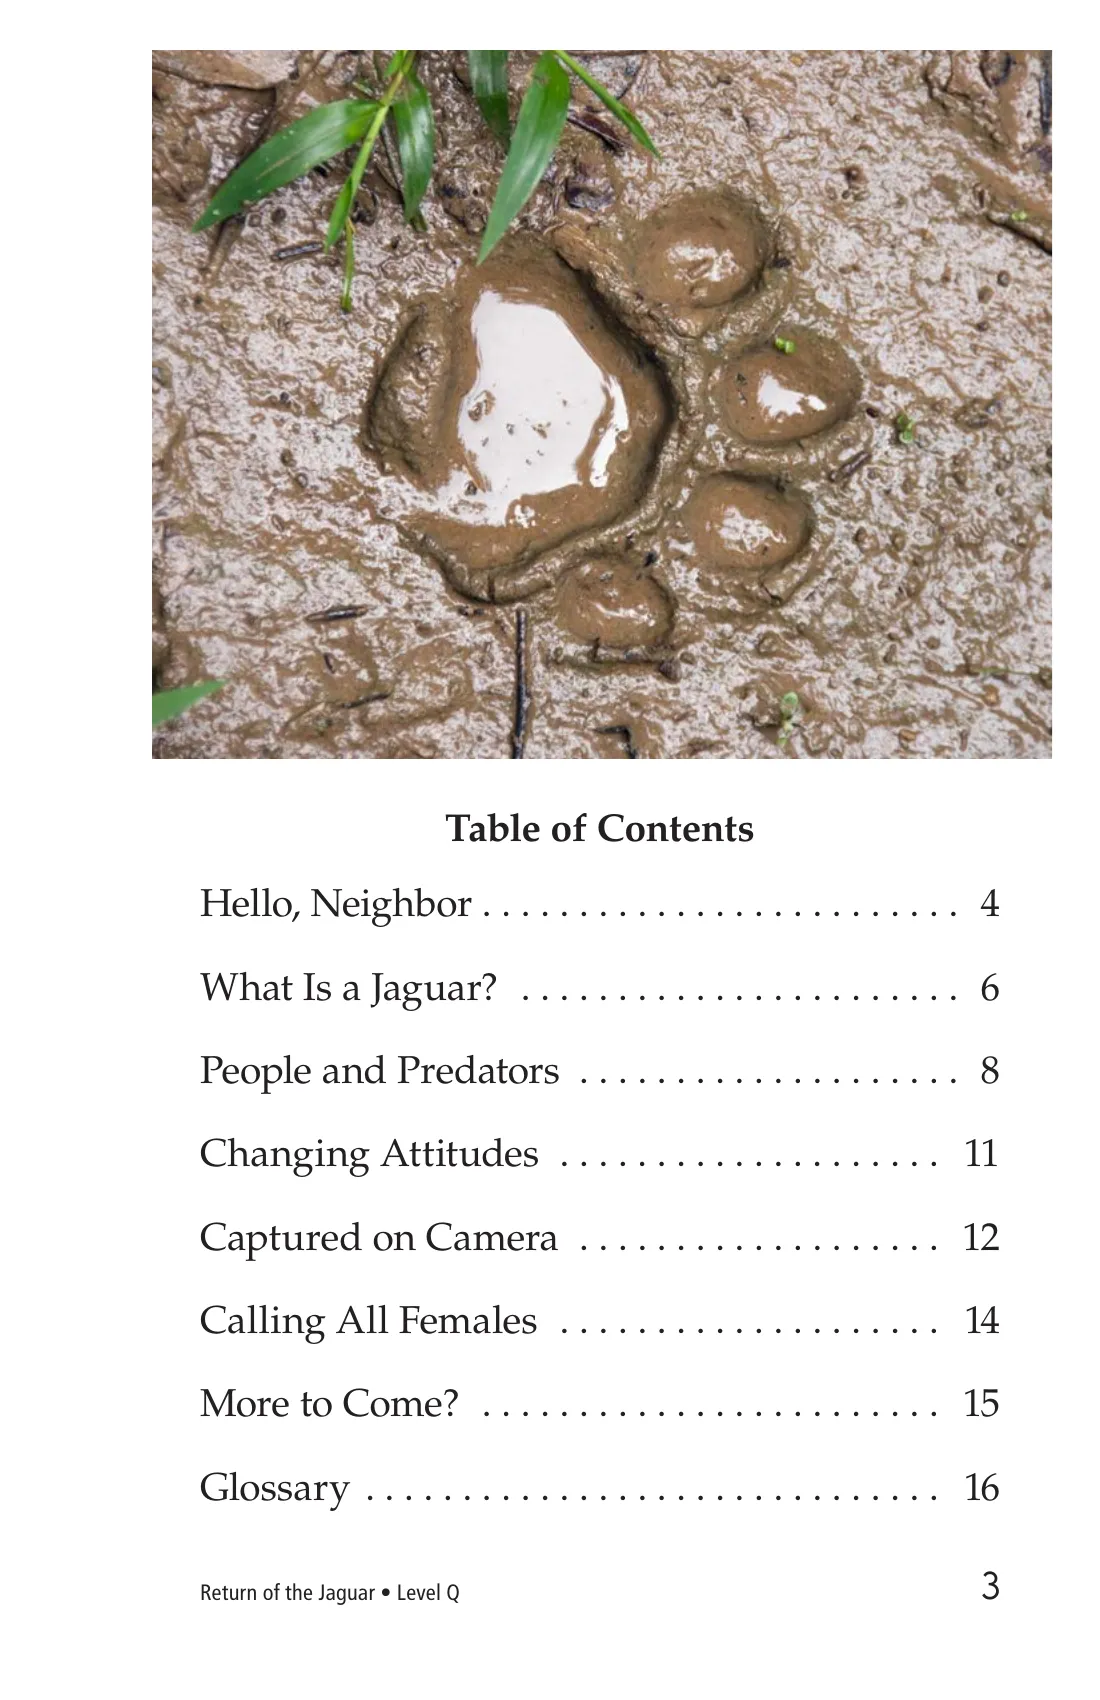 Table of Contents
Hello, Neighbor . . . . . . . . . . . . . . . . . . . . . . . . . 4
What Is a Jaguar? . . . . . . . . . . . . . . . . . . . . . . . 6
People and Predators . . . . . . . . . . . . . . . . . . . . 8
Changing Attitudes . . . . . . . . . . . . . . . . . . . . 11
Captured on Camera . . . . . . . . . . . . . . . . . . . 12
Calling All Females . . . . . . . . . . . . . . . . . . . . 14
More to Come? . . . . . . . . . . . . . . . . . . . . . . . . 15
Glossary . . . . . . . . . . . . . . . . . . . . . . . . . . . . . . 16
Return of the Jaguar • Level Q 3